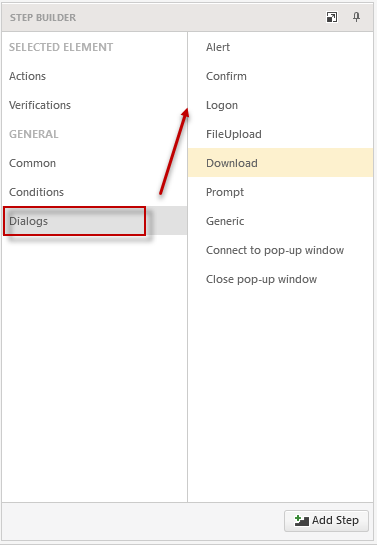 STEP BUILDER
SELECTED ELEMENT
Actions
Verifications
GENERAL
Common
Conditions
Dialogs
Alert
Confirm
Logon
FileUpload
Download
Prompt
Generic
Connect to pop-up window
Close pop-up window
Add Step